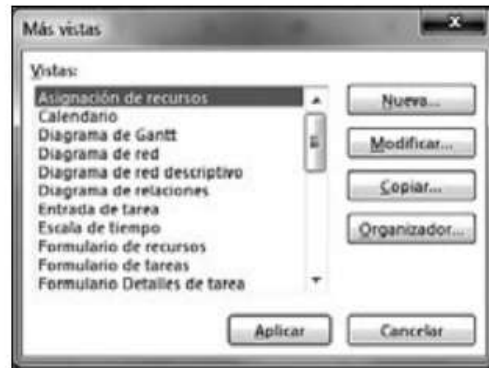 Más vistas
Vistas:
Asignación de recursos
Calendario
Diagrama de Gantt
Diagrama de red
Diagrama de red descriptivo
Diagrama de relaciones
Entrada de tarea
Escala de tiempo
Formulario de recursos
Formulario de tareas
Formulario Detalles de tarea
Nueva...
Modificar...
Copiar...
Organizador...
Aplicar
Cancelar